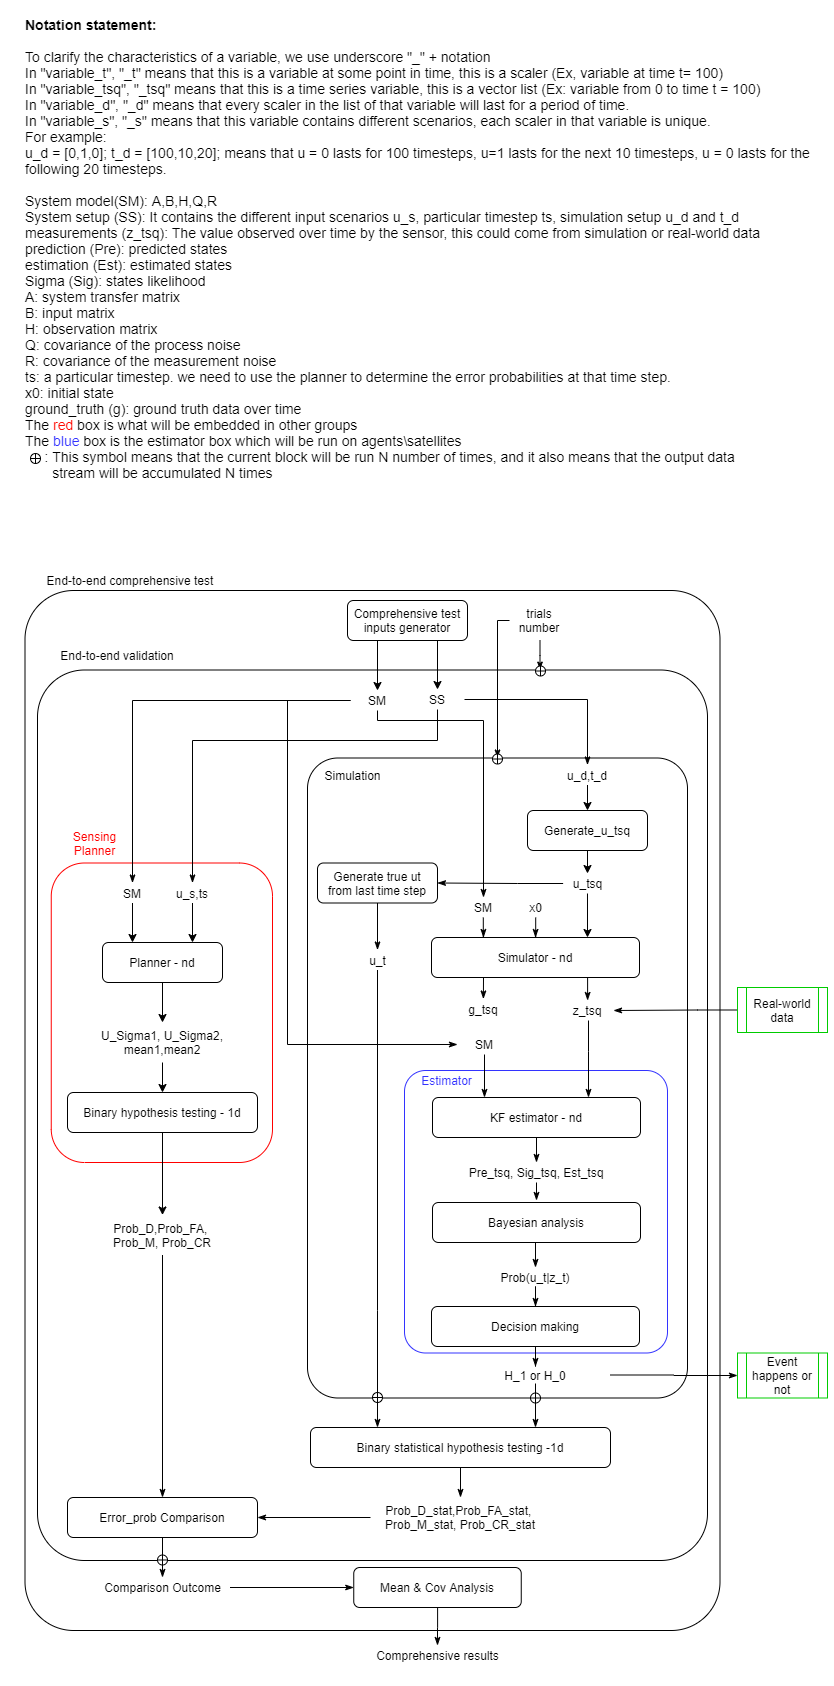 Notation statement:
To clarify the characteristics of a variable, we use underscore "_" + notation
In "variable_t", "_t" means that this is a variable at some point in time, this is a scaler (Ex, variable at time t= 100)
In "variable_tsq", "_tsq" means that this is a time series variable, this is a vector list (Ex: variable from 0 to time t = 100)
In "variable_d", "_d" means that every scaler in the list of that variable will last for a period of time.
In "variable_s", "_s" means that this variable contains different scenarios, each scaler in that variable is unique.
For example:
u_d = [0,1,0]; t_d = [100,10,20]; means that u = 0 lasts for 100 timesteps, u=1 lasts for the next 10 timesteps, u = 0 lasts for the
following 20 timesteps.
System model(SM): A,B,H,Q,R
System setup (SS): It contains the different input scenarios u_s, particular timestep ts, simulation setup u_d and t_d
measurements (z_tsq): The value observed over time by the sensor, this could come from simulation or real-world data
prediction (Pre): predicted states
estimation (Est): estimated states
Sigma (Sig): states likelihood
A: system transfer matrix
B: input matrix
H: observation matrix
Q: covariance of the process noise
R: covariance of the measurement noise
ts: a particular timestep. we need to use the planner to determine the error probabilities at that time step.
x0: initial state
ground_truth (g): ground truth data over time
The red box is what will be embedded in other groups
The blue box is the estimator box which will be run on agents\satellites
: This symbol means that the current block will be run N number of times, and it also means that the output data
stream will be accumulated N times
End-to-end comprehensive test
Comprehensive test
inputs generator
trials
number
End-to-end validation
SM
SS
Simulation
u_d,t_d
Generate_u_tsq
Sensing
Planner
Generate true ut
from last time step
u_tsq
SM
u_s,ts
SM
x0
Planner - nd
u_t
Simulator - nd
g_tsq
z_tsq
Real-world
data
U_Sigma1, U_Sigma2,
mean1,mean2
SM
Estimator
Binary hypothesis testing - 1d
KF estimator - nd
Pre_tsq, Sig_tsq, Est_tsq
Prob_D,Prob_FA,
Prob_M, Prob_CR
Bayesian analysis
Prob(u_t|z_t)
Decision making
H_1 or H_0
Event
happens or
not
Binary statistical hypothesis testing -1d
Error_prob Comparison
Prob_D_stat,Prob_FA_stat,
Prob_M_stat, Prob_CR_stat
Comparison Outcome
Mean & Cov Analysis
Comprehensive results